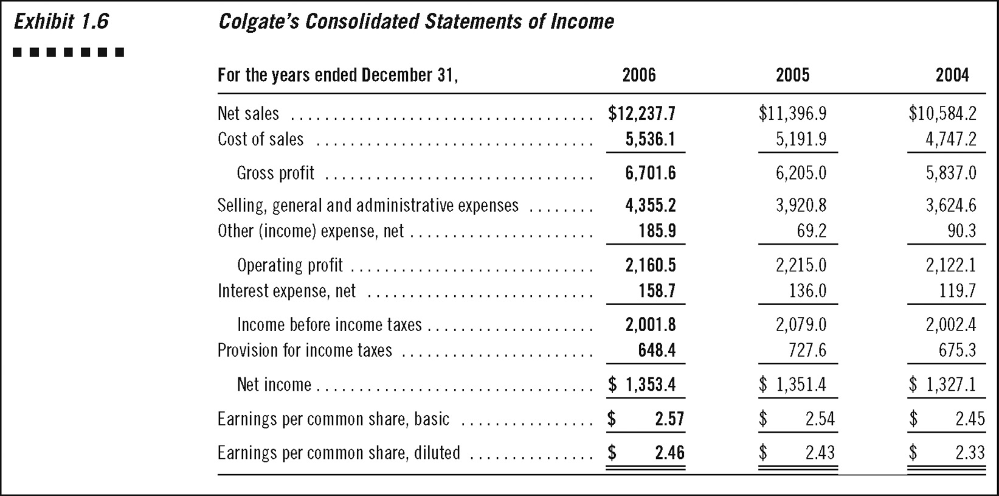 Exhibit 1.6 Colgate's Consolidated Statements of Income
For the years ended December 31, 2006 2005 2004
Net sales . . . . . . . . . . . . . . . . . . . . . . . . . . . . . . . . . . . . $12,237.7 $11,396.9 $10,584.2
Cost of sales . . . . . . . . . . . . . . . . . . . . . . . . . . . . . . . . . 5,536.1 5,191.9 4,747.2
Gross profit . . . . . . . . . . . . . . . . . . . . . . . . . . . . . . . . 6,701.6 6,205.0 5,837.0
Selling, general and administrative expenses . . . . . . . . 4,355.2 3,920.8 3,624.6
Other (income) expense, net . . . . . . . . . . . . . . . . . . . . . . 185.9 69.2 90.3
Operating profit . . . . . . . . . . . . . . . . . . . . . . . . . . . . . 2,160.5 2,215.0 2,122.1
Interest expense, net . . . . . . . . . . . . . . . . . . . . . . . . . . . 158.7 136.0 119.7
Income before income taxes . . . . . . . . . . . . . . . . . . . . 2,001.8 2,079.0 2,002.4
Provision for income taxes . . . . . . . . . . . . . . . . . . . . . . . 648.4 727.6 675.3
Net income . . . . . . . . . . . . . . . . . . . . . . . . . . . . . . . . . $ 1,353.4 $ 1,351.4 $ 1,327.1
Earnings per common share, basic . . . . . . . . . . . . . . . . $ 2.57 $ 2.54 $ 2.45
Earnings per common share, diluted . . . . . . . . . . . . . . . $ 2.46 $ 2.43 $ 2.33